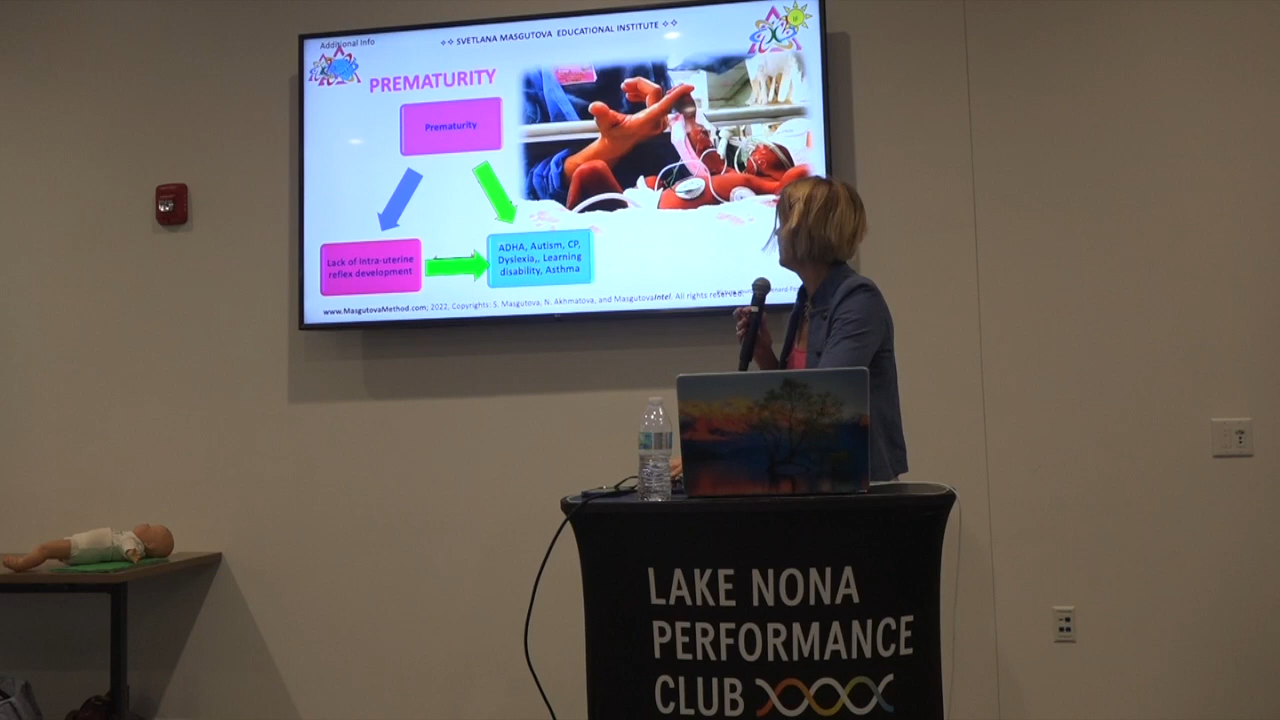 Additional Info
✧✧ SVETLANA MASGUTOVA EDUCATIONAL INSTITUTE ✧✧
PREMATURITY
Prematurity
Lack of intra-uterine
reflex development
ADHA, Autism, CP,
Dyslexia,, Learning
disability, Asthma
www.MasgutovaMethod.com; 2022, Copyrights: S. Masgutova, N. Akhmatova, and MasgutovaIntel. All rights reserved.
LAKE NONA
PERFORMANCE
CLUB